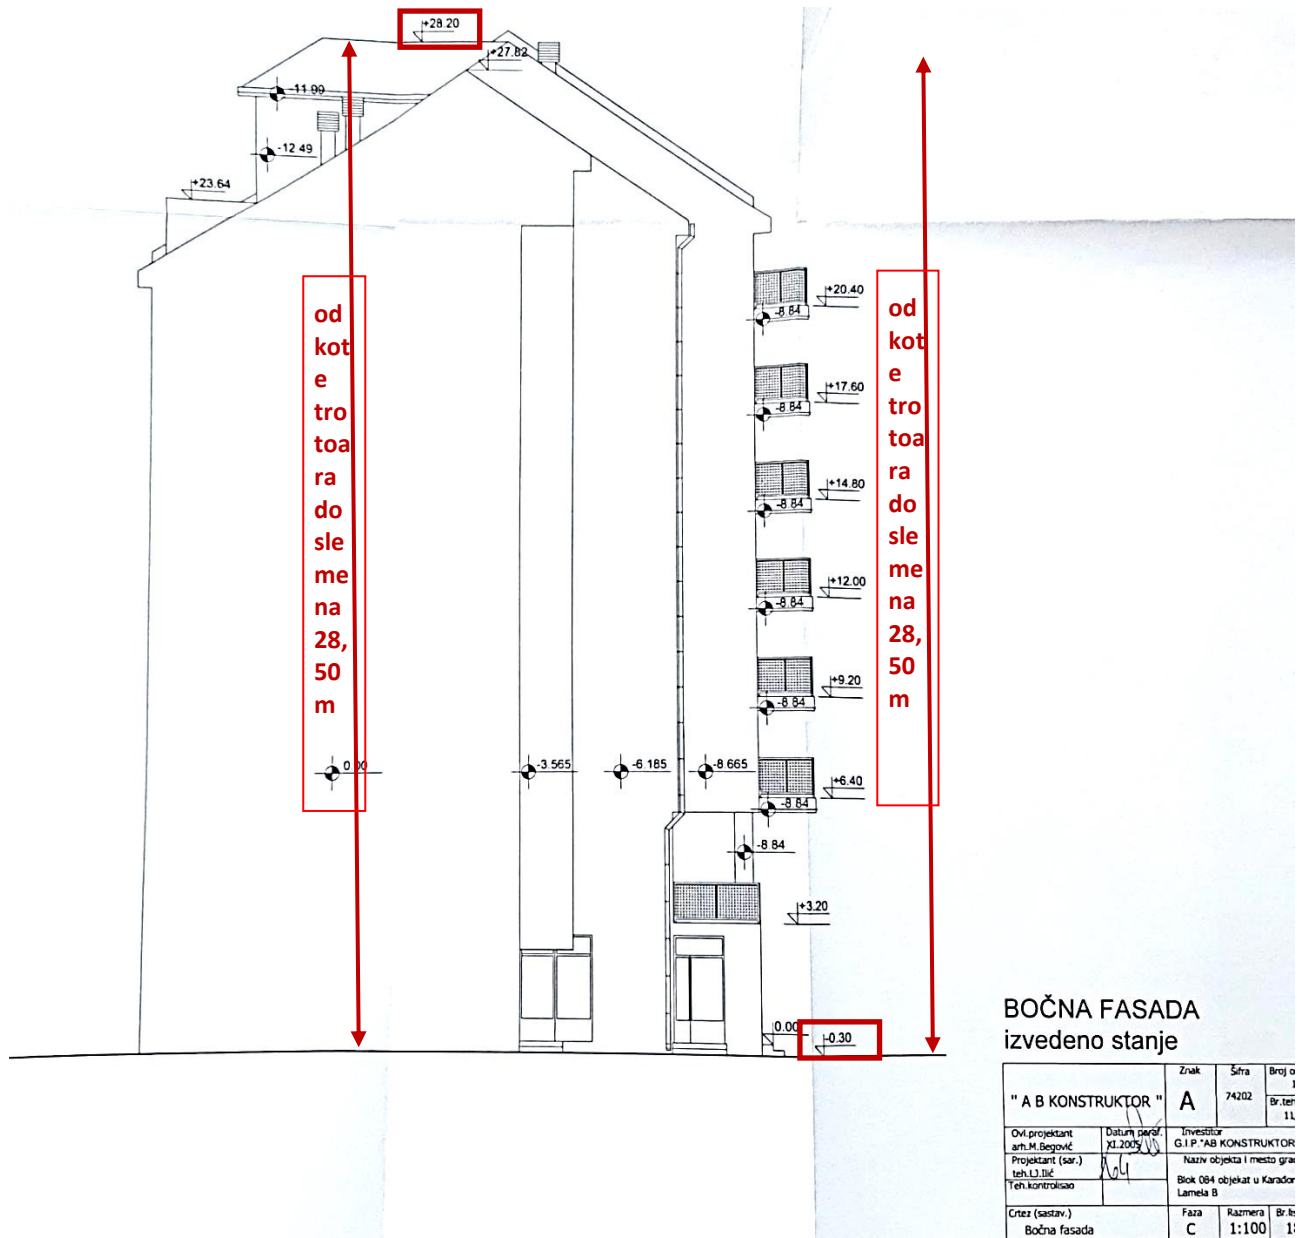 +28.20
+27.82
-11.99
-12.49
+23.64
+20.40
-8.84
+17.60
-8.84
+14.80
-8.84
+12.00
-8.84
+9.20
-8.84
+6.40
-8.84
od
kot
e
tro
toa
ra
do
sle
me
na
28,
50
m
od
kot
e
tro
toa
ra
do
sle
me
na
28,
50
m
0.00
-3.565
-6.185
-8.665
-8.84
+3.20
0.00
-0.30
BOČNA FASADA
izvedeno stanje
" A B KONSTRUKTOR "
Znak
A
Šifra
74202
Broj
Br.teh
11
Ovl.projektant
arh.M.Begović
Datum paraf.
XI.2005
Investitor
G.I.P."AB KONSTRUKTOR
Projektant (sar.)
teh.LJ.Ilić
Naziv objekta i mesto
Blok 084 objekat u
Lamela B
Teh.kontrolisao
Crtez (sastav.)
Bočna fasada
Faza
C
Razmera
1:100